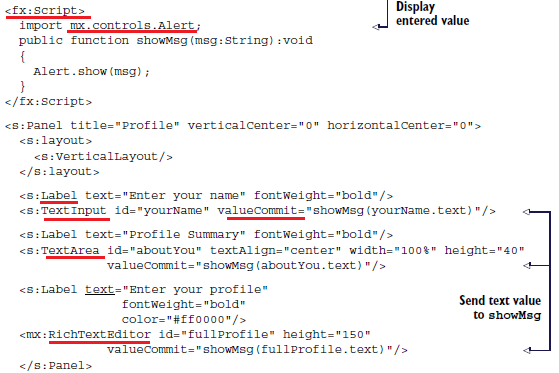 <fx:Script>
import mx.controls.Alert;
public function showMsg(msg:String):void
{
Alert.show(msg);
}
</fx:Script>
Display
entered value
<s:Panel title="Profile" verticalCenter="0" horizontalCenter="0">
<s:layout>
<s:VerticalLayout/>
</s:layout>
<s:Label text="Enter your name" fontWeight="bold"/>
<s:TextInput id="yourName" valueCommit="showMsg(yourName.text)"/>
<s:Label text="Profile Summary" fontWeight="bold"/>
<s:TextArea id="aboutYou" textAlign="center" width="100%" height="40"
valueCommit="showMsg(aboutYou.text)"/>
<s:Label text="Enter your profile"
fontWeight="bold"
color="#ff0000"/>
<mx:RichTextEditor id="fullProfile" height="150"
valueCommit="showMsg(fullProfile.text)"/>
</s:Panel>
Send text value
to showMsg